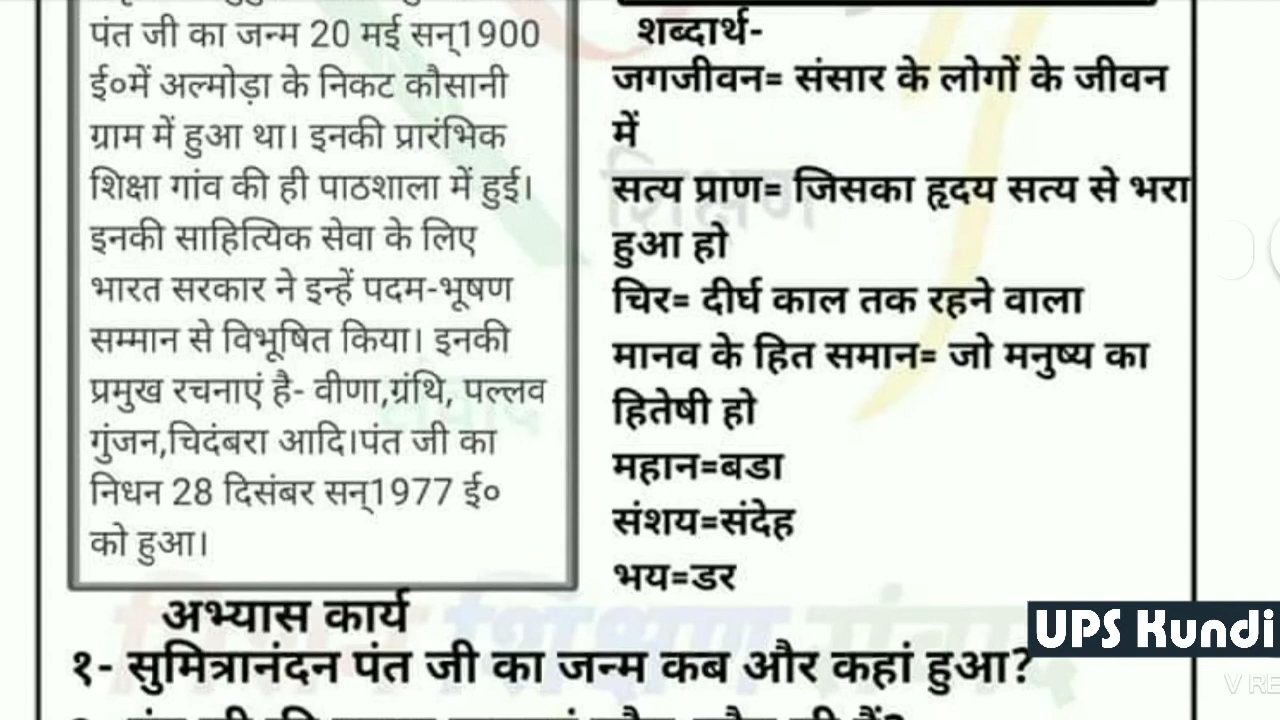 पंत जी का जन्म 20 मई सन्1900
ई०में अल्मोड़ा के निकट कौसानी
ग्राम में हुआ था। इनकी प्रारंभिक
शिक्षा गांव की ही पाठशाला में हुई।
इनकी साहित्यिक सेवा के लिए
भारत सरकार ने इन्हें पदम-भूषण
सम्मान से विभूषित किया। इनकी
प्रमुख रचनाएं है- वीणा,ग्रंथि, पल्लव
गुंजन,चिदंबरा आदि।पंत जी का
निधन 28 दिसंबर सन्1977 ई०
को हुआ।
शब्दार्थ-
जगजीवन= संसार के लोगों के जीवन
में
सत्य प्राण= जिसका हृदय सत्य से भरा
हुआ हो
चिर= दीर्घ काल तक रहने वाला
मानव के हित समान= जो मनुष्य का
हितेषी हो
महान=बडा
संशय=संदेह
भय=डर
शिक्षण
अभ्यास कार्य
१- सुमित्रानंदन पंत जी का जन्म कब और कहां हुआ?
UPS Kundi
V RE